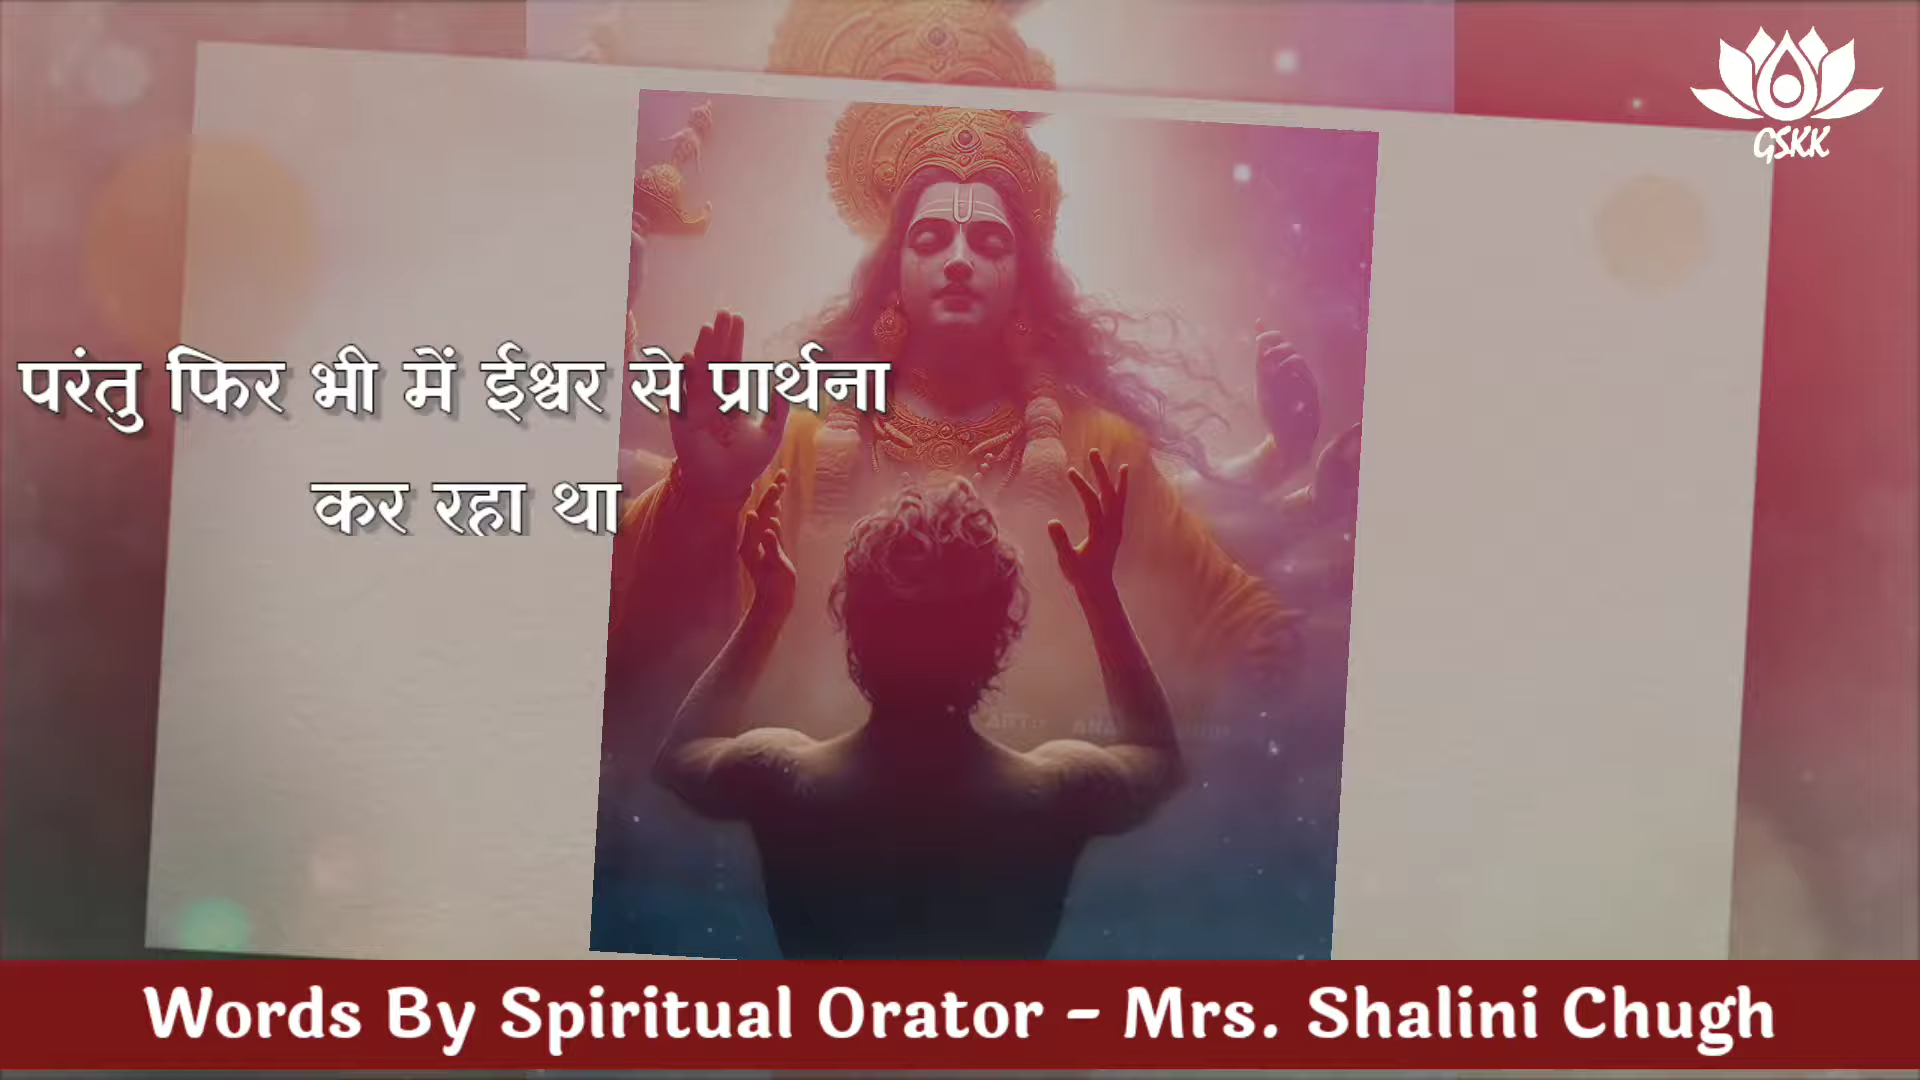 GSKK
परंतु फिर भी में ईश्वर से प्रार्थना
कर रहा था
Words By Spiritual Orator - Mrs. Shalini Chugh